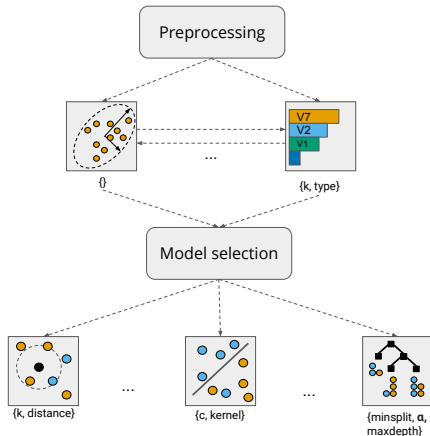 Preprocessing
V7
V2
V1
...
{}
{k, type}
Model selection
...
...
{k, distance}
{c, kernel}
{minsplit, α,
maxdepth}